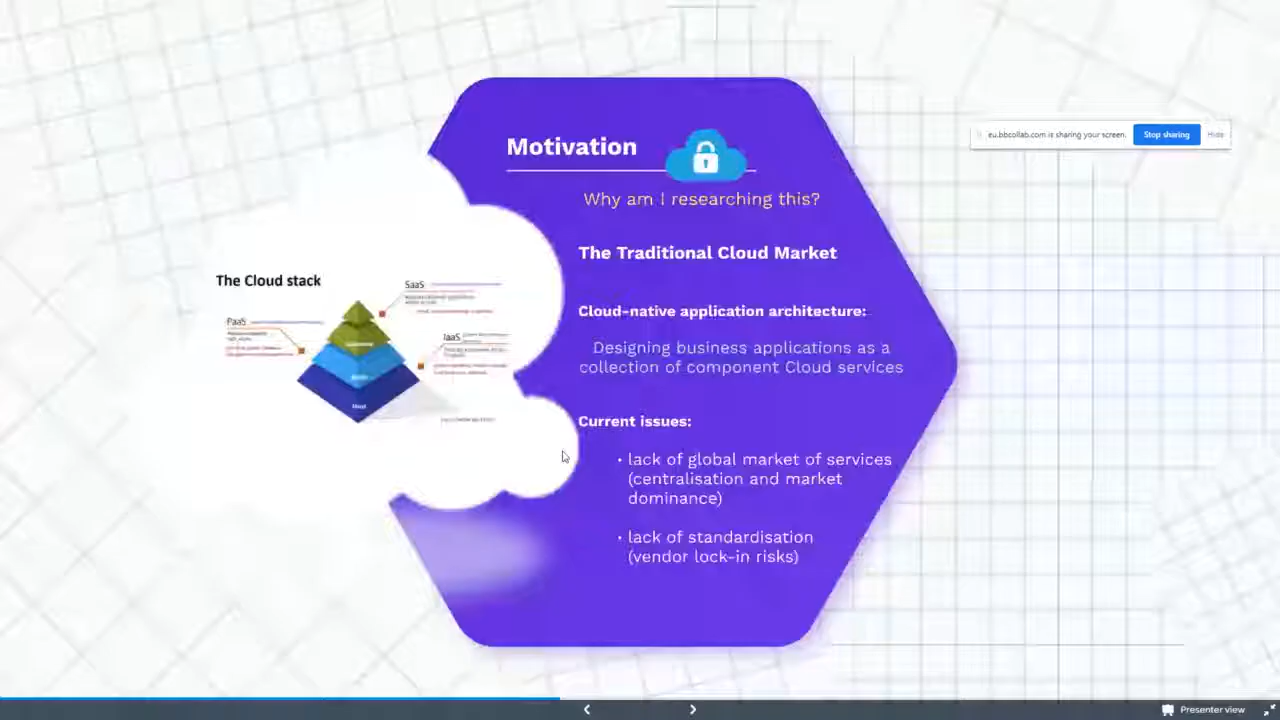 Motivation
eu.bbcollab.com is sharing your screen.
Stop sharing
Hide
Why am I researching this?
The Traditional Cloud Market
The Cloud stack
SaaS
PaaS
IaaS
Cloud-native application architecture:
Designing business applications as a
collection of component Cloud services
Current issues:
• lack of global market of services
(centralisation and market
dominance)
• lack of standardisation
(vendor lock-in risks)
Presenter view